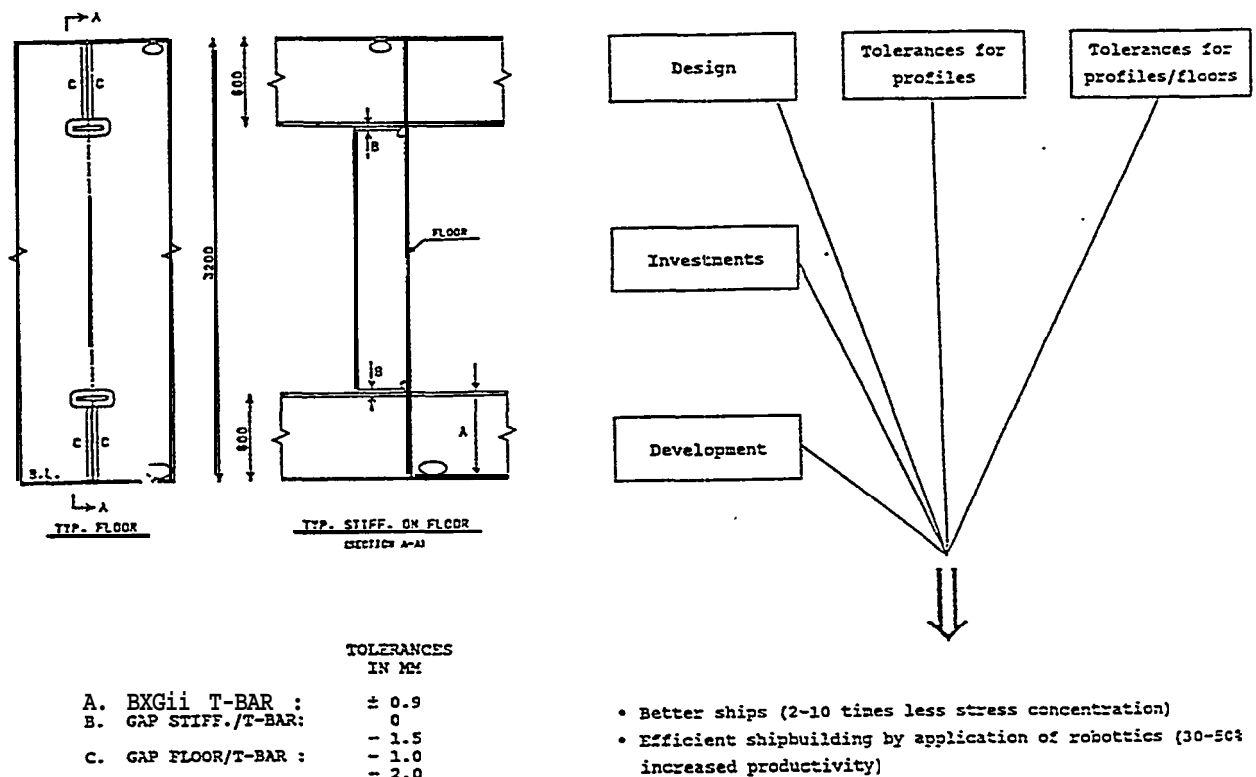 A
C C
C C
B.L.
A
TYP. FLOOR
3200
600
B
FLOOR
B
600
A
TYP. STIFF. ON FLOOR
(SECTION A-A)
TOLERANCES
IN MM
A. BXGii T-BAR : ± 0.9
B. GAP STIFF./T-BAR: 0
- 1.5
C. GAP FLOOR/T-BAR : - 1.0
- 2.0
Design
Tolerances for
profiles
Tolerances for
profiles/floors
Investments
Development
• Better ships (2-10 times less stress concentration)
• Efficient shipbuilding by application of robottics (30-50%
increased productivity)